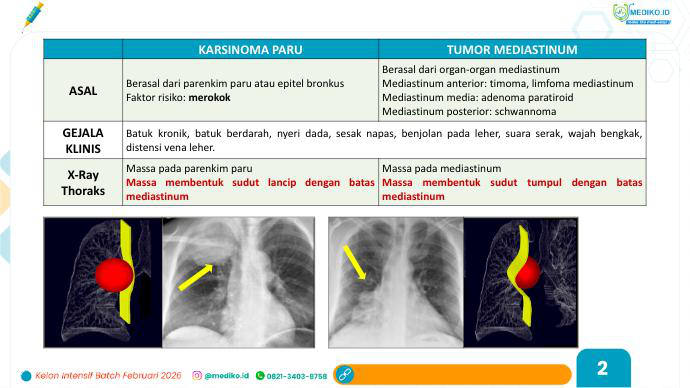 MEDIKO.ID
KARSINOMA PARU
TUMOR MEDIASTINUM
ASAL
Berasal dari parenkim paru atau epitel bronkus
Faktor risiko: merokok
Berasal dari organ-organ mediastinum
Mediastinum anterior: timoma, limfoma mediastinum
Mediastinum media: adenoma paratiroid
Mediastinum posterior: schwannoma
GEJALA
KLINIS
Batuk kronik, batuk berdarah, nyeri dada, sesak napas, benjolan pada leher, suara serak, wajah bengkak,
distensi vena leher.
X-Ray
Thoraks
Massa pada parenkim paru
Massa membentuk sudut lancip dengan batas
mediastinum
Massa pada mediastinum
Massa membentuk sudut tumpul dengan batas
mediastinum
Kelon Intensif Batch Februari 2026
@mediko.id
0821-3403-8758
2